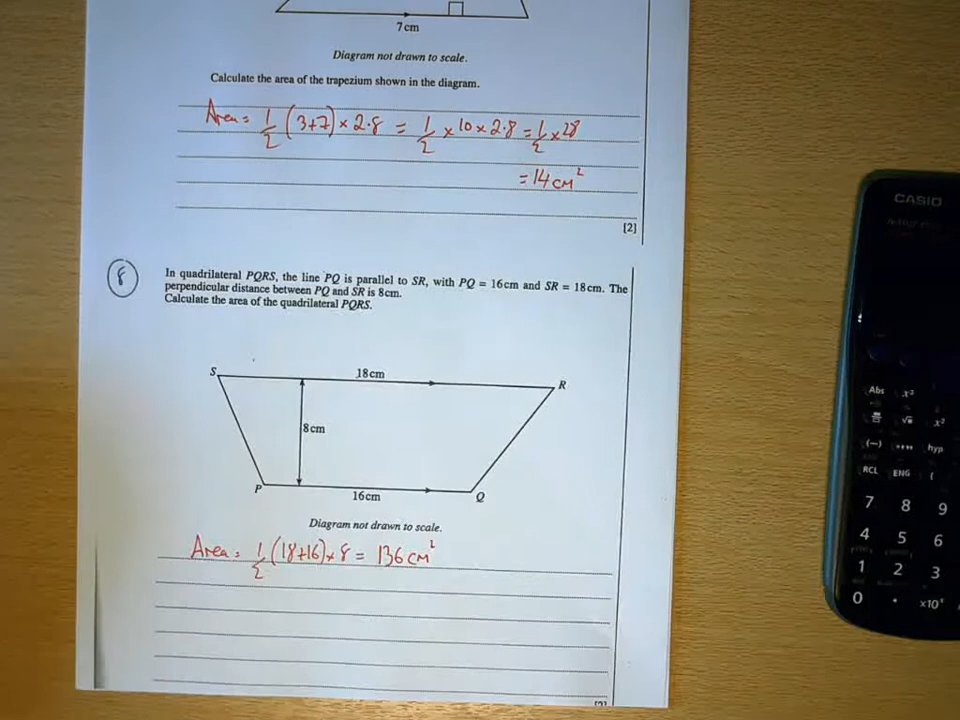 7cm
Diagram not drawn to scale.
Calculate the area of the trapezium shown in the diagram.
Area = 1/2 (3+7) × 2.8 = 1/2 × 10 × 2.8 = 1/2 × 28
= 14 cm²
[2]
8
In quadrilateral PQRS, the line PQ is parallel to SR, with PQ = 16cm and SR = 18cm. The
perpendicular distance between PQ and SR is 8cm.
Calculate the area of the quadrilateral PQRS.
S 18cm R
8cm
P 16cm Q
Diagram not drawn to scale.
Area = 1/2 (18+16) × 8 = 136 cm²
CASIO
Abs x³
√ x²
(−) hyp
RCL ENG (
7 8 9
4 5 6
1 2 3
0 . ×10ˣ